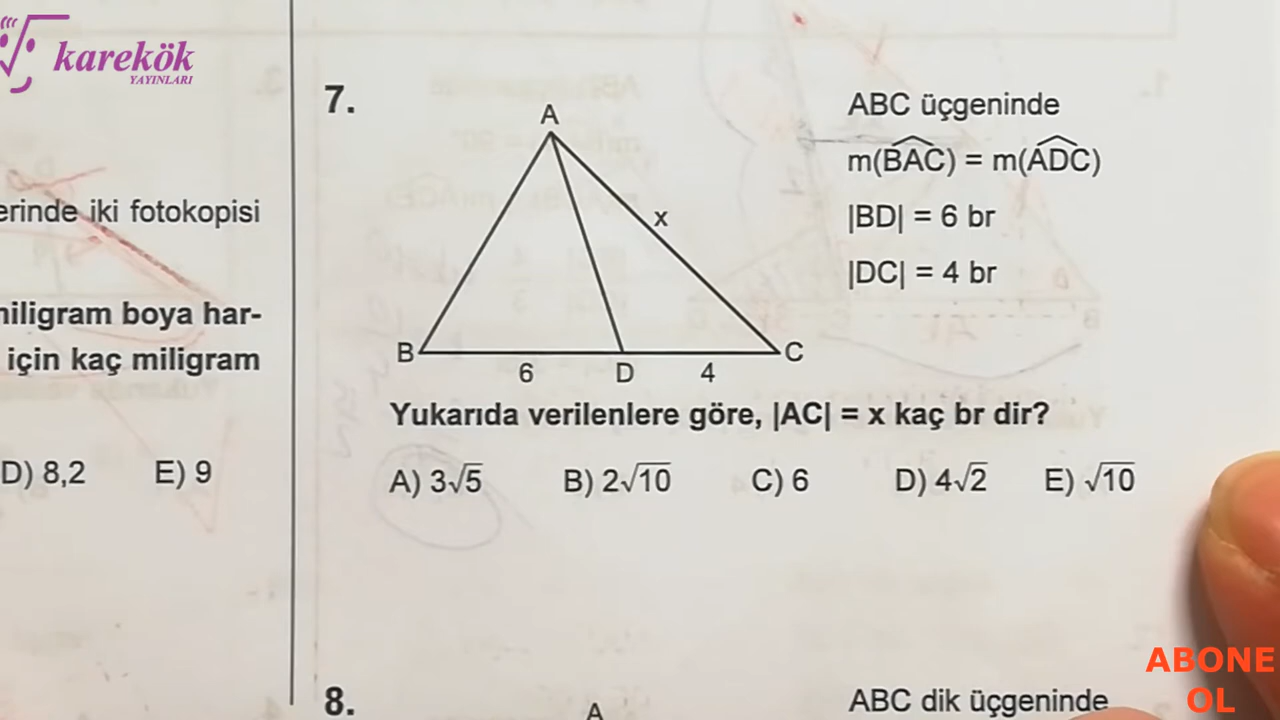 karekök
YAYINLARI
erinde iki fotokopisi
miligram boya har-
için kaç miligram
D) 8,2 E) 9
7.
A
x
B
6 D 4
C
ABC üçgeninde
m(BAC) = m(ADC)
|BD| = 6 br
|DC| = 4 br
Yukarıda verilenlere göre, |AC| = x kaç br dir?
A) 3√5 B) 2√10 C) 6 D) 4√2 E) √10
8.
A
ABC dik üçgeninde
ABONE
OL